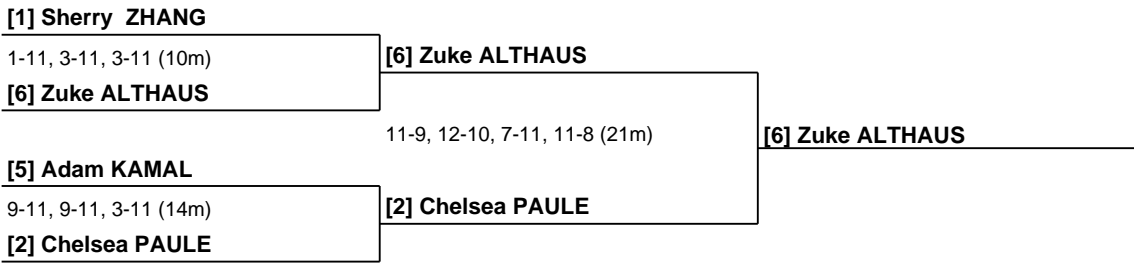 [1] Sherry  ZHANG
1-11, 3-11, 3-11 (10m)
[6] Zuke ALTHAUS
[6] Zuke ALTHAUS
11-9, 12-10, 7-11, 11-8 (21m)
[6] Zuke ALTHAUS
[5] Adam KAMAL
9-11, 9-11, 3-11 (14m)
[2] Chelsea PAULE
[2] Chelsea PAULE